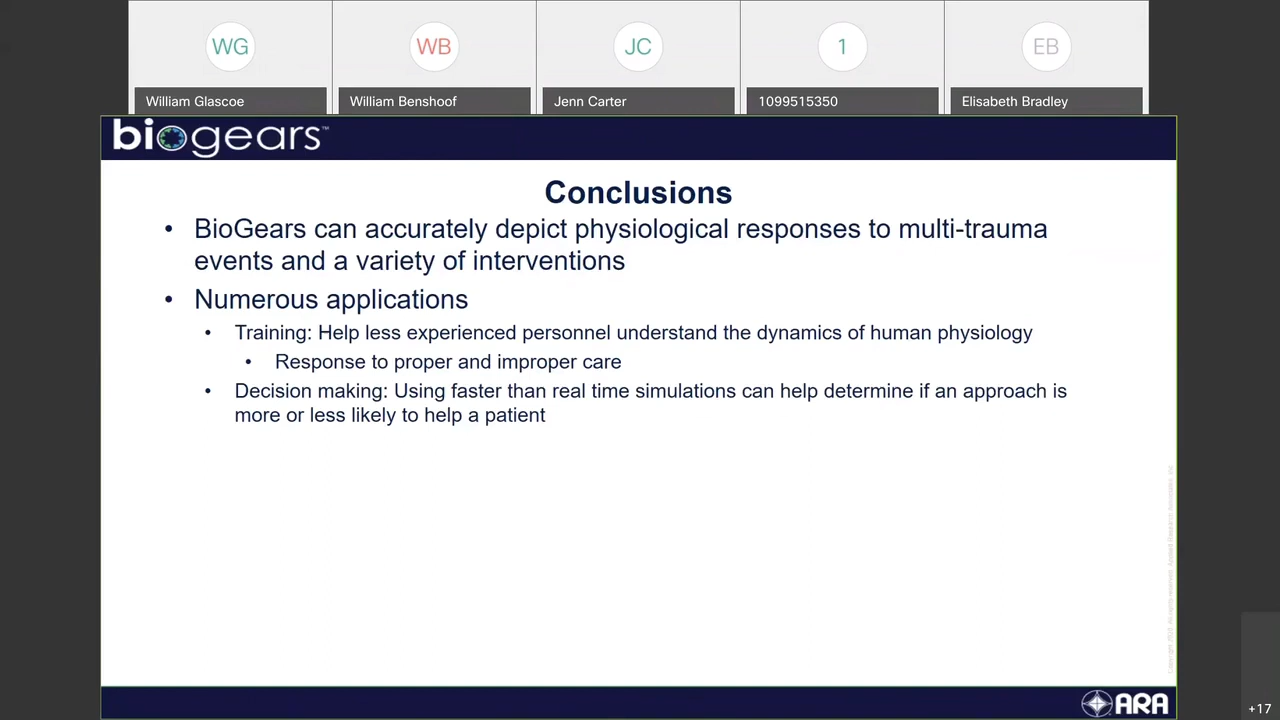 WG
WB
JC
1
EB
William Glascoe
William Benshoof
Jenn Carter
1099515350
Elisabeth Bradley
biogears™
Conclusions
• BioGears can accurately depict physiological responses to multi-trauma
events and a variety of interventions
• Numerous applications
• Training: Help less experienced personnel understand the dynamics of human physiology
• Response to proper and improper care
• Decision making: Using faster than real time simulations can help determine if an approach is
more or less likely to help a patient
ARA
+17